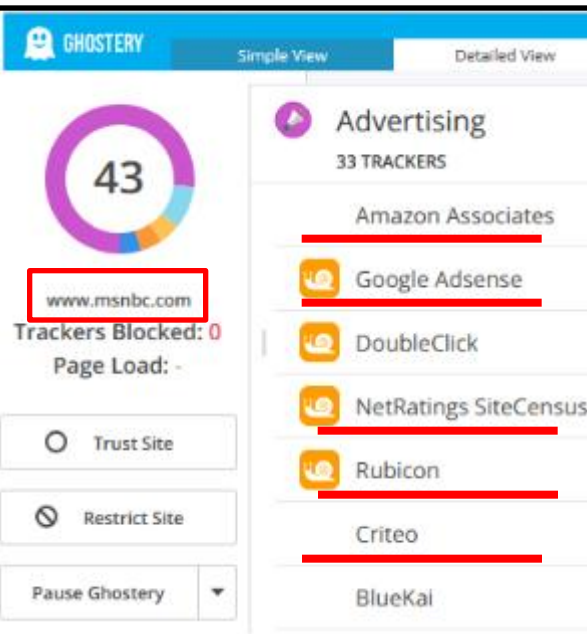 GHOSTERY
Simple View
Detailed View
43
www.msnbc.com
Trackers Blocked: 0
Page Load: -
Trust Site
Restrict Site
Pause Ghostery
Advertising
33 TRACKERS
Amazon Associates
Google Adsense
DoubleClick
NetRatings SiteCensus
Rubicon
Criteo
BlueKai